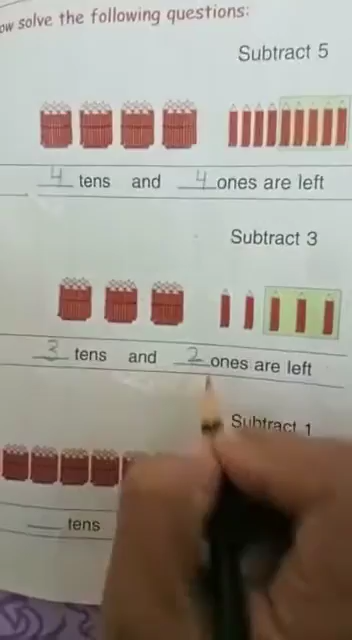 ow solve the following questions:
Subtract 5
4 tens and 4 ones are left
Subtract 3
3 tens and 2 ones are left
Subtract 1
___ tens